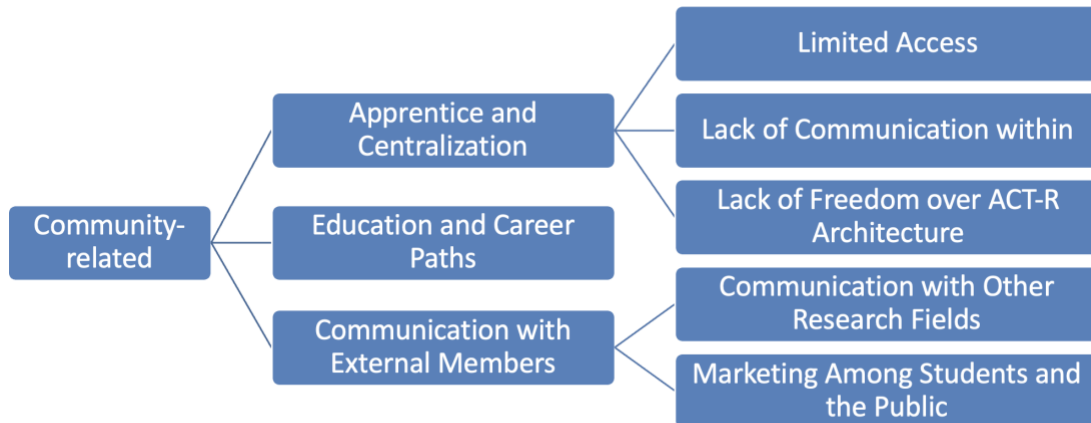 Community-
related
Apprentice and
Centralization
Education and Career
Paths
Communication with
External Members
Limited Access
Lack of Communication within
Lack of Freedom over ACT-R
Architecture
Communication with Other
Research Fields
Marketing Among Students and
the Public